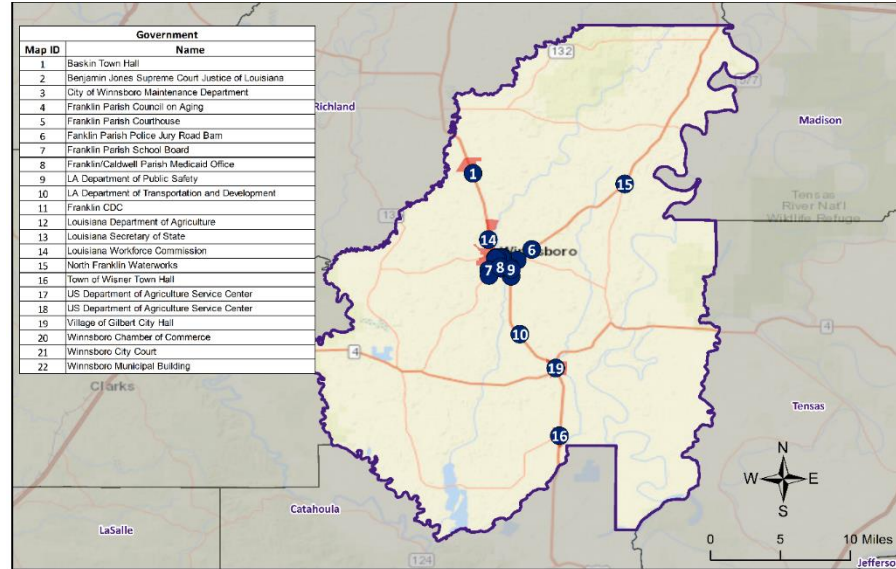 Government
Map ID Name
1 Baskin Town Hall
2 Benjamin Jones Supreme Court Justice of Louisiana
3 City of Winnsboro Maintenance Department
4 Franklin Parish Council on Aging
5 Franklin Parish Courthouse
6 Fanklin Parish Police Jury Road Barn
7 Franklin Parish School Board
8 Franklin/Caldwell Parish Medicaid Office
9 LA Department of Public Safety
10 LA Department of Transportation and Development
11 Franklin CDC
12 Louisiana Department of Agriculture
13 Louisiana Secretary of State
14 Louisiana Workforce Commission
15 North Franklin Waterworks
16 Town of Wisner Town Hall
17 US Department of Agriculture Service Center
18 US Department of Agriculture Service Center
19 Village of Gilbert City Hall
20 Winnsboro Chamber of Commerce
21 Winnsboro City Court
22 Winnsboro Municipal Building
132
577
Richland
Madison
1
15
Tensas
River Nat'l
Wildlife Refuge
14
6
7
8
9
10
4
4
19
Clarks
Tensas
16
N
W E
S
Catahoula
LaSalle
124
0 5 10 Miles